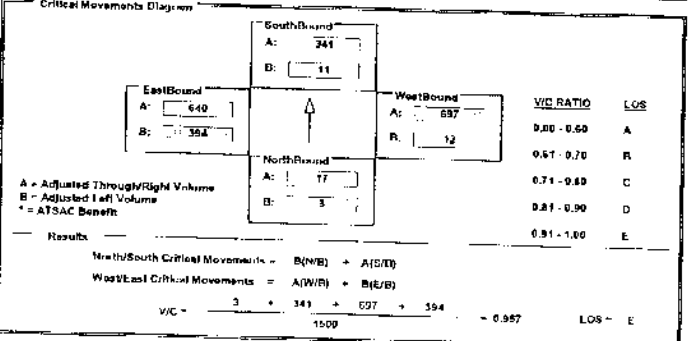 Critical Movements Diagram
SouthBound
A: 341
B: 11
EastBound
A: 640
B: 394
WestBound
A: 697
B: 12
NorthBound
A: 17
B: 3
V/C RATIO LOS
0.00 - 0.60 A
0.61 - 0.70 B
0.71 - 0.80 C
0.81 - 0.90 D
0.91 - 1.00 E
A = Adjusted Through/Right Volume
B = Adjusted Left Volume
* = ATSAC Benefit
Results
North/South Critical Movements = B(N/B) + A(S/B)
West/East Critical Movements = A(W/B) + B(E/B)
V/C = 3 + 341 + 697 + 394 = 0.957 LOS = E
1500